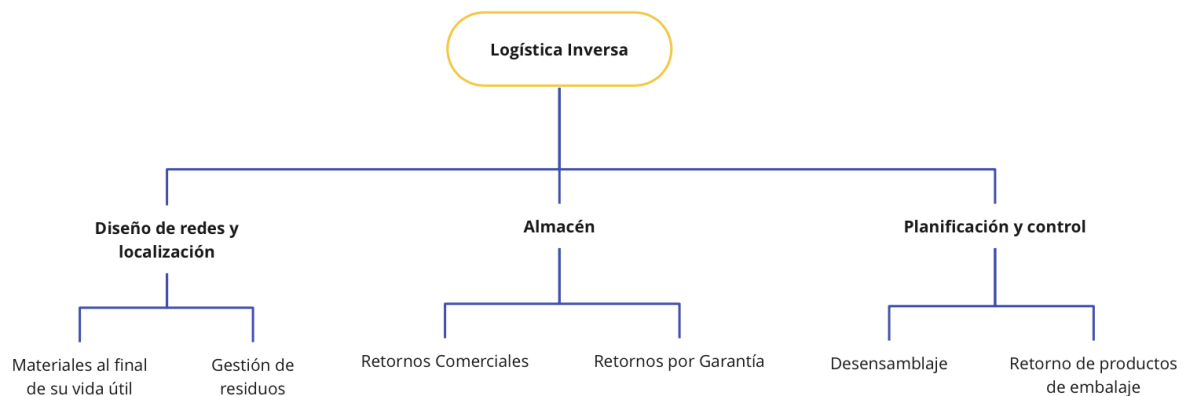 Logística Inversa
Diseño de redes y
localización
Almacén
Planificación y control
Materiales al final
de su vida útil
Gestión de
residuos
Retornos Comerciales
Retornos por Garantía
Desensamblaje
Retorno de productos
de embalaje